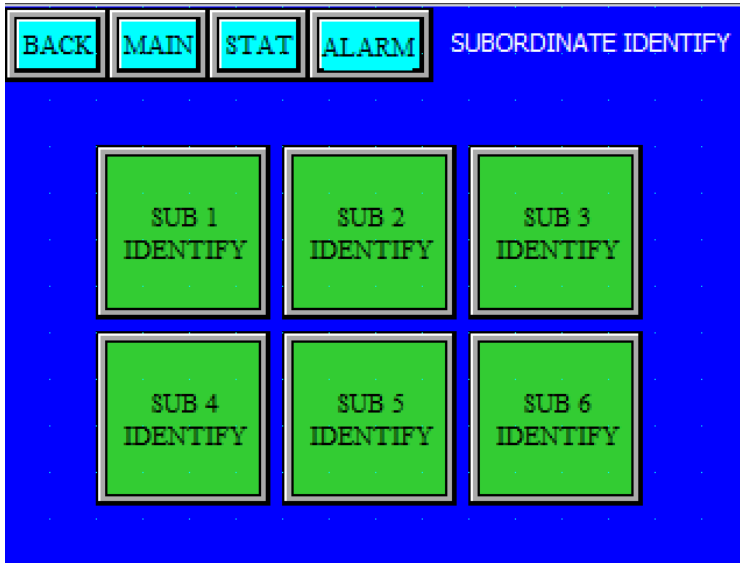 BACK MAIN STAT ALARM SUBORDINATE IDENTIFY
SUB 1
IDENTIFY
SUB 2
IDENTIFY
SUB 3
IDENTIFY
SUB 4
IDENTIFY
SUB 5
IDENTIFY
SUB 6
IDENTIFY